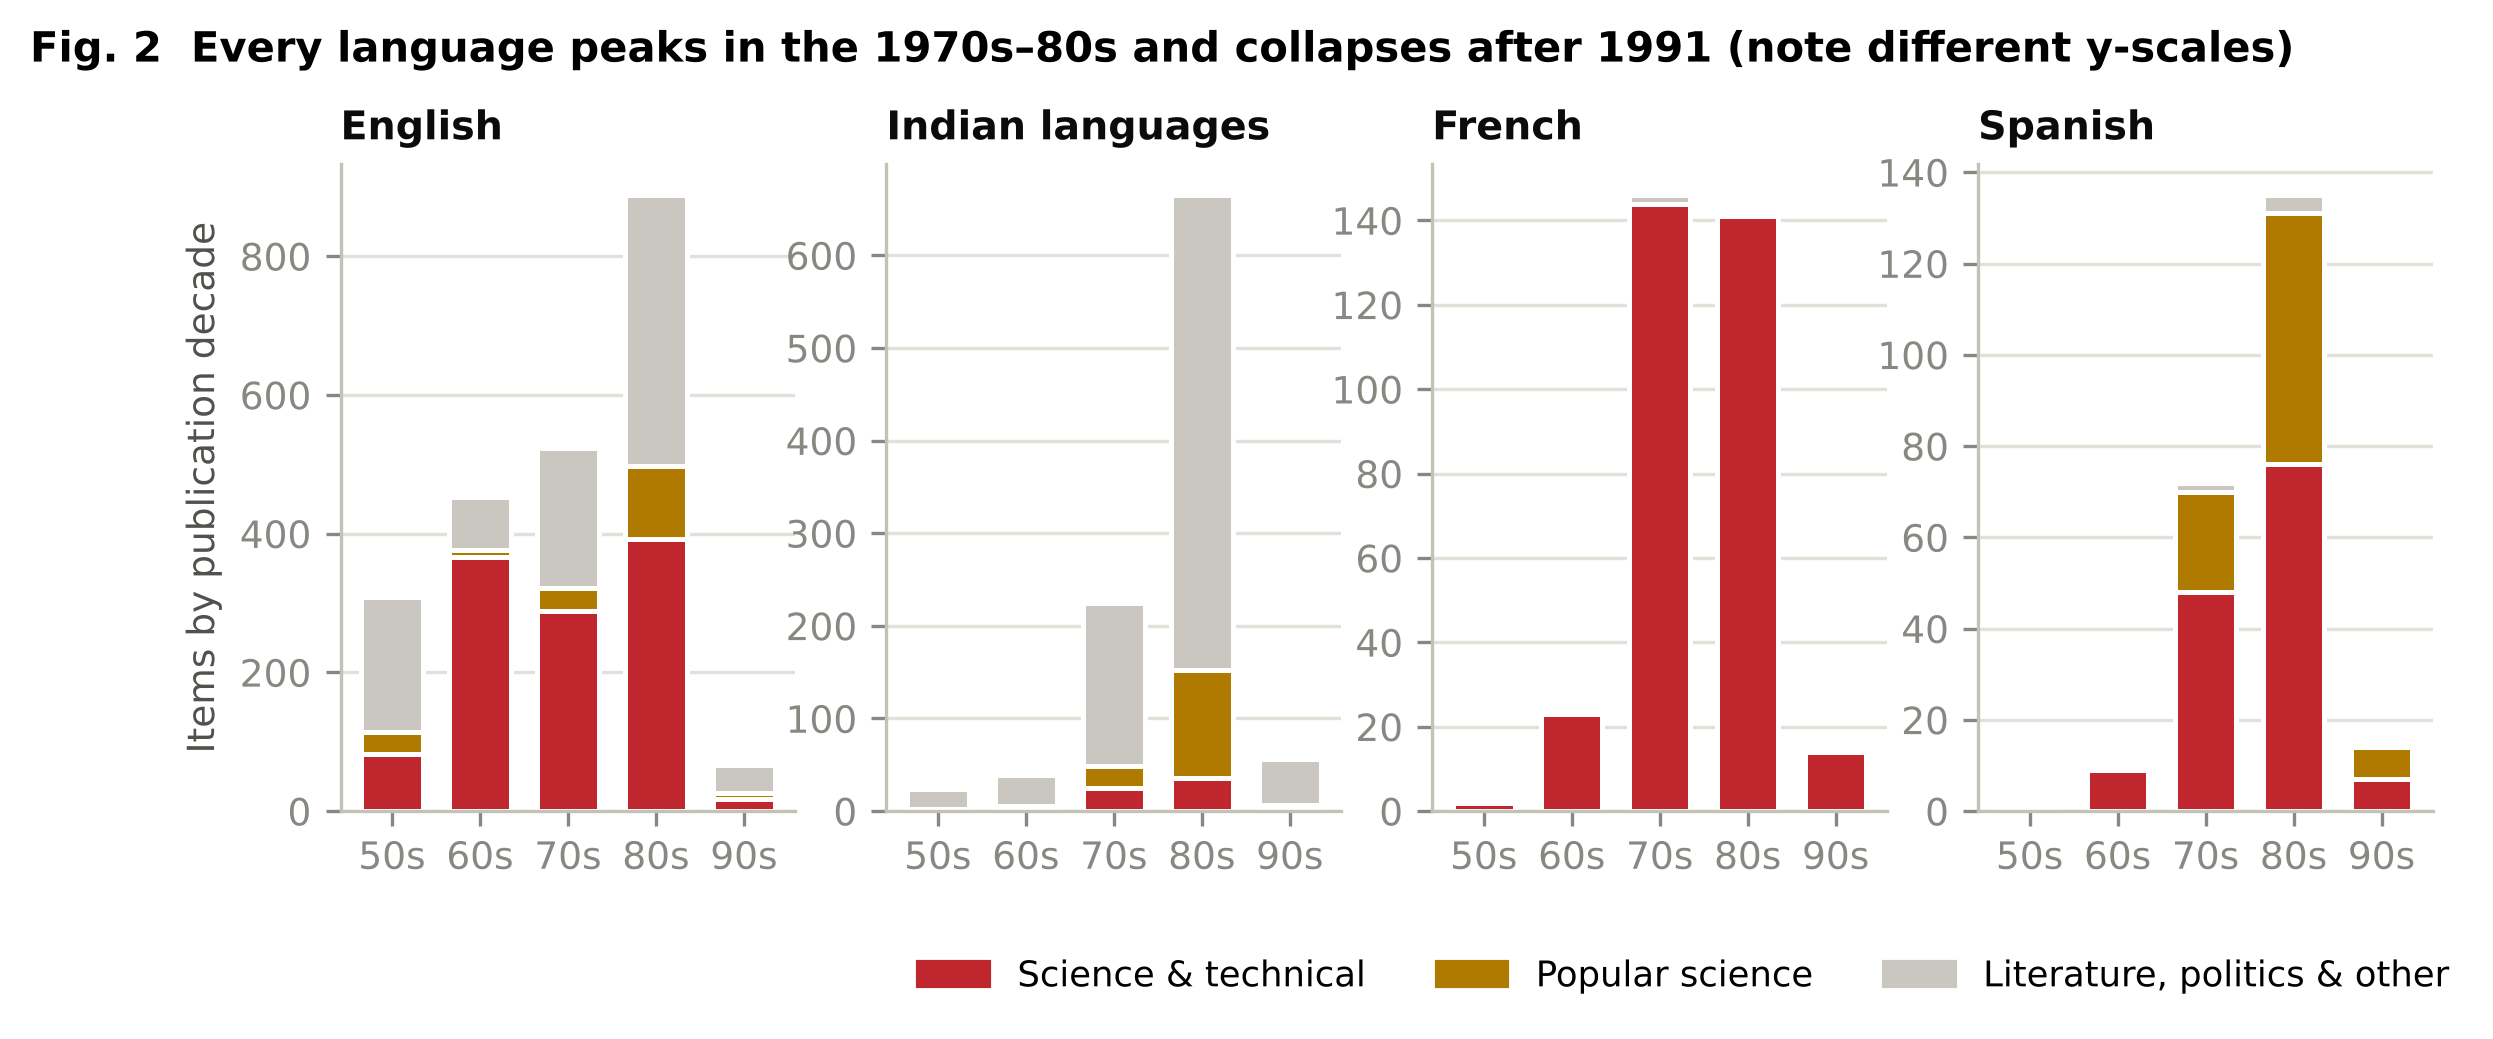 Fig. 2  Every language peaks in the 1970s-80s and collapses after 1991 (note different y-scales)
English
Indian languages
French
Spanish
Items by publication decade
800
600
400
200
0
50s 60s 70s 80s 90s
600
500
400
300
200
100
0
50s 60s 70s 80s 90s
140
120
100
80
60
40
20
0
50s 60s 70s 80s 90s
140
120
100
80
60
40
20
0
50s 60s 70s 80s 90s
Science & technical
Popular science
Literature, politics & other